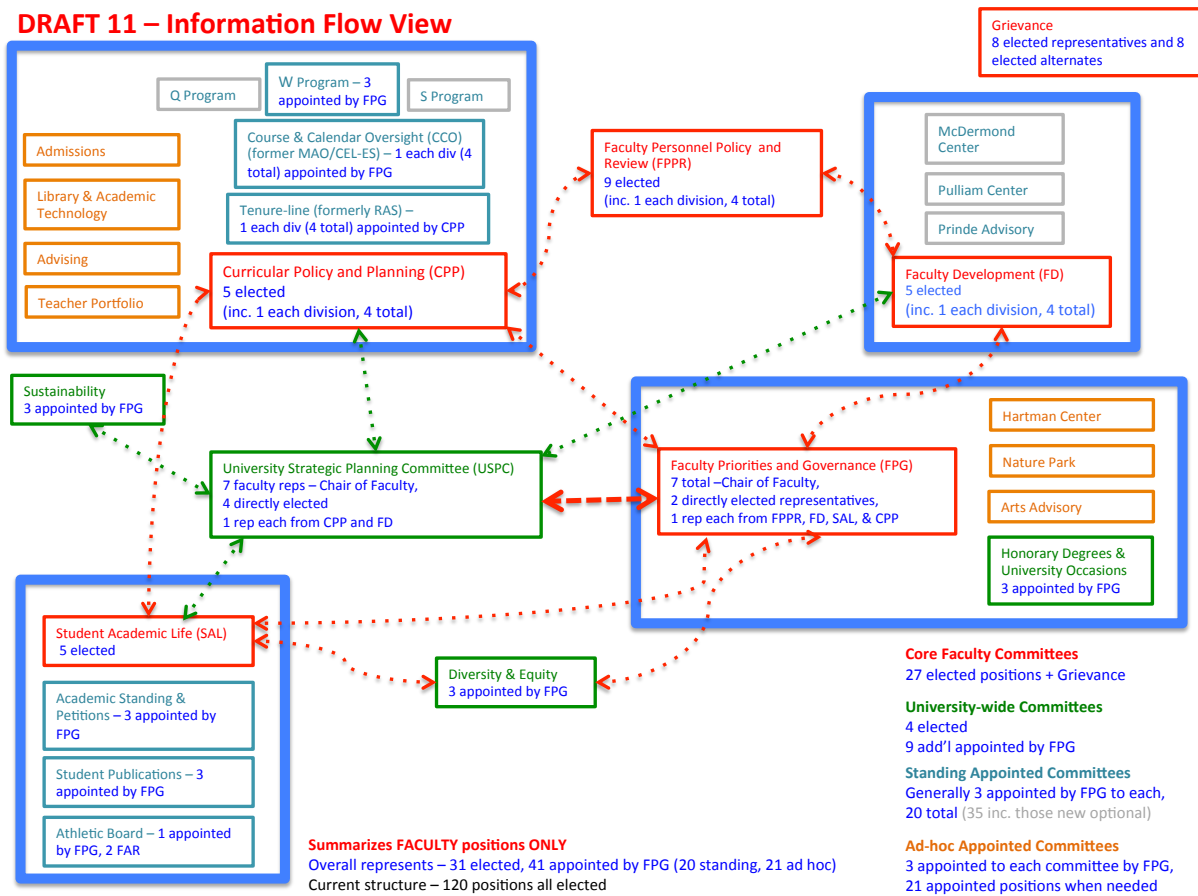 DRAFT 11 – Information Flow View
Grievance
8 elected representatives and 8
elected alternates
Q Program
W Program – 3
appointed by FPG
S Program
Course & Calendar Oversight (CCO)
(former MAO/CEL-ES) – 1 each div (4
total) appointed by FPG
Tenure-line (formerly RAS) –
1 each div (4 total) appointed by CPP
Admissions
Library & Academic
Technology
Advising
Teacher Portfolio
Curricular Policy and Planning (CPP)
5 elected
(inc. 1 each division, 4 total)
Faculty Personnel Policy and
Review (FPPR)
9 elected
(inc. 1 each division, 4 total)
McDermond
Center
Pulliam Center
Prinde Advisory
Faculty Development (FD)
5 elected
(inc. 1 each division, 4 total)
Sustainability
3 appointed by FPG
University Strategic Planning Committee (USPC)
7 faculty reps – Chair of Faculty,
4 directly elected
1 rep each from CPP and FD
Faculty Priorities and Governance (FPG)
7 total –Chair of Faculty,
2 directly elected representatives,
1 rep each from FPPR, FD, SAL, & CPP
Hartman Center
Nature Park
Arts Advisory
Honorary Degrees &
University Occasions
3 appointed by FPG
Student Academic Life (SAL)
5 elected
Academic Standing &
Petitions – 3 appointed by
FPG
Student Publications – 3
appointed by FPG
Athletic Board – 1 appointed
by FPG, 2 FAR
Diversity & Equity
3 appointed by FPG
Core Faculty Committees
27 elected positions + Grievance
University-wide Committees
4 elected
9 add'l appointed by FPG
Standing Appointed Committees
Generally 3 appointed by FPG to each,
20 total (35 inc. those new optional)
Ad-hoc Appointed Committees
3 appointed to each committee by FPG,
21 appointed positions when needed
Summarizes FACULTY positions ONLY
Overall represents – 31 elected, 41 appointed by FPG (20 standing, 21 ad hoc)
Current structure – 120 positions all elected